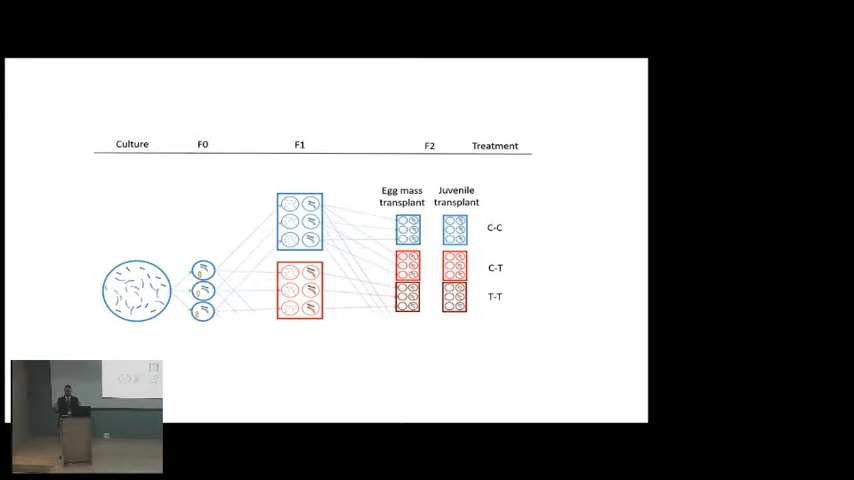 Culture F0 F1 F2 Treatment
Egg mass transplant
Juvenile transplant
C-C
C-T
T-T